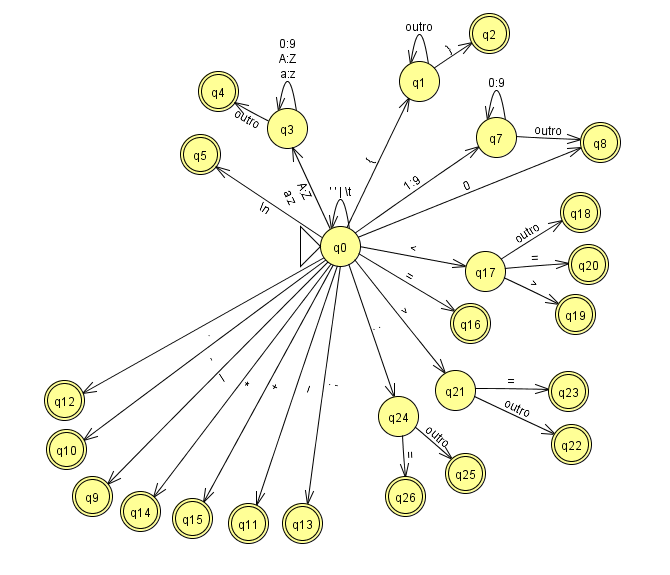 outro
q2
}
q1
0:9
A:Z
a:z
q4
outro
q3
0:9
q7
outro
q8
q5
{
1:9
0
A:Z
a:z
\n
' ' | \t
q0
q18
outro
q17
=
q20
q19
=
q16
q21
=
q23
outro
q22
q24
outro
=
q25
q26
*
+
q12
q10
q9
q14
q15
q11
q13